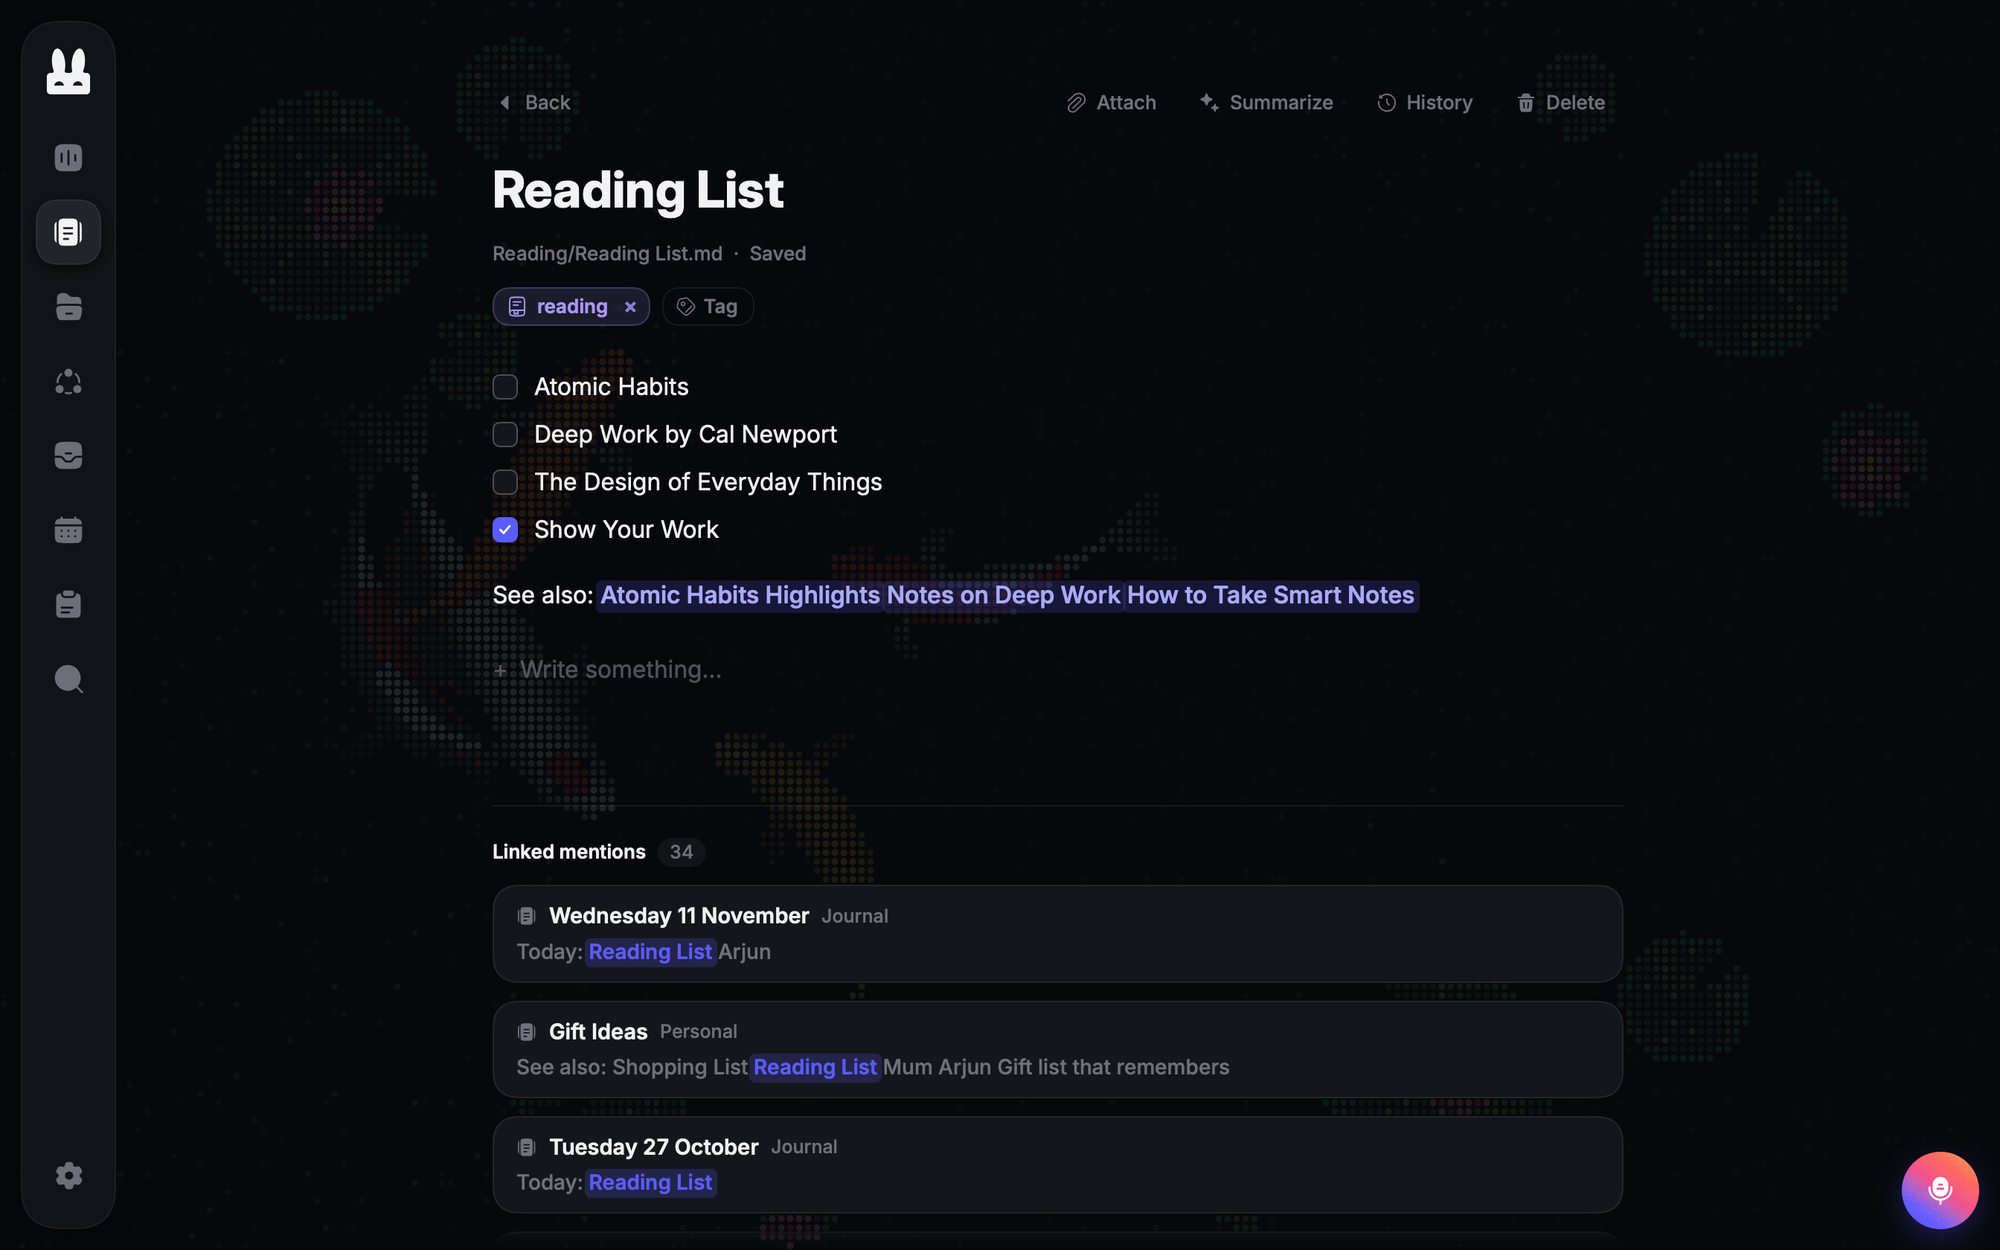 Back
Attach
Summarize
History
Delete
Reading List
Reading/Reading List.md · Saved
reading
Tag
Atomic Habits
Deep Work by Cal Newport
The Design of Everyday Things
Show Your Work
See also: Atomic Habits Highlights Notes on Deep Work How to Take Smart Notes
+ Write something...
Linked mentions 34
Wednesday 11 November Journal
Today: Reading List Arjun
Gift Ideas Personal
See also: Shopping List Reading List Mum Arjun Gift list that remembers
Tuesday 27 October Journal
Today: Reading List